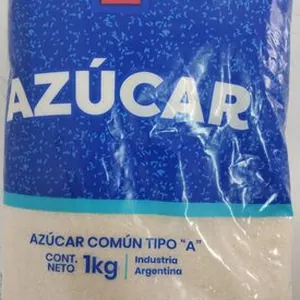 AZÚCAR
AZÚCAR COMÚN TIPO "A"
CONT. NETO 1kg Industria Argentina